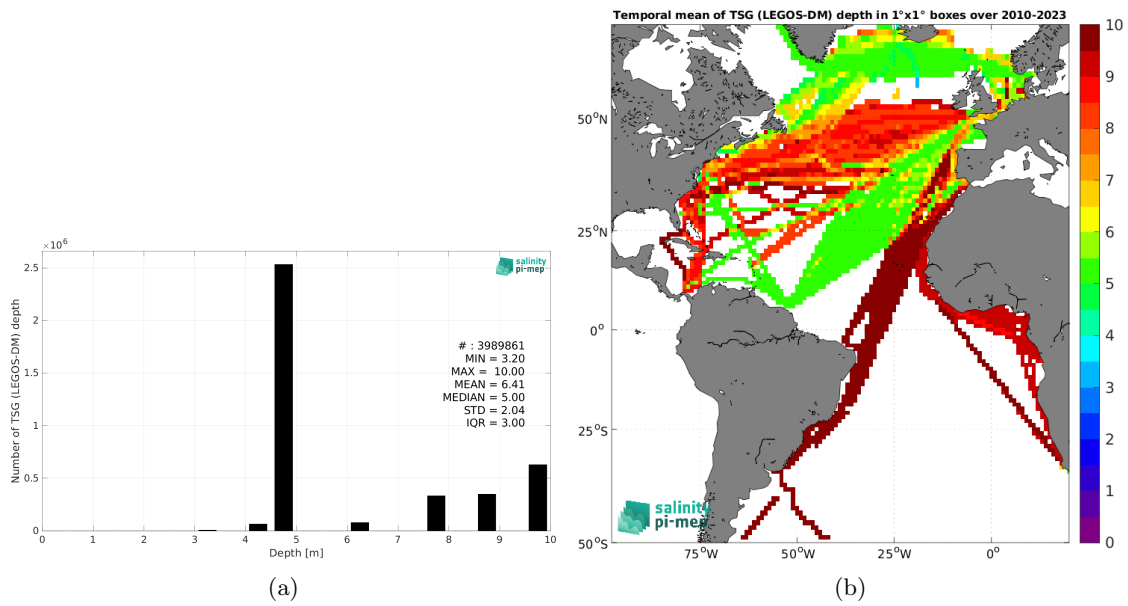 ×10⁶
2.5
2
1.5
1
0.5
0
0 1 2 3 4 5 6 7 8 9 10
Number of TSG (LEGOS-DM) depth
Depth [m]
salinity
pi-mep
# : 3989861
MIN = 3.20
MAX = 10.00
MEAN = 6.41
MEDIAN = 5.00
STD = 2.04
IQR = 3.00
(a)
Temporal mean of TSG (LEGOS-DM) depth in 1°x1° boxes over 2010-2023
50°N
25°N
0°
25°S
50°S
75°W 50°W 25°W 0°
salinity
pi-mep
10
9
8
7
6
5
4
3
2
1
0
(b)